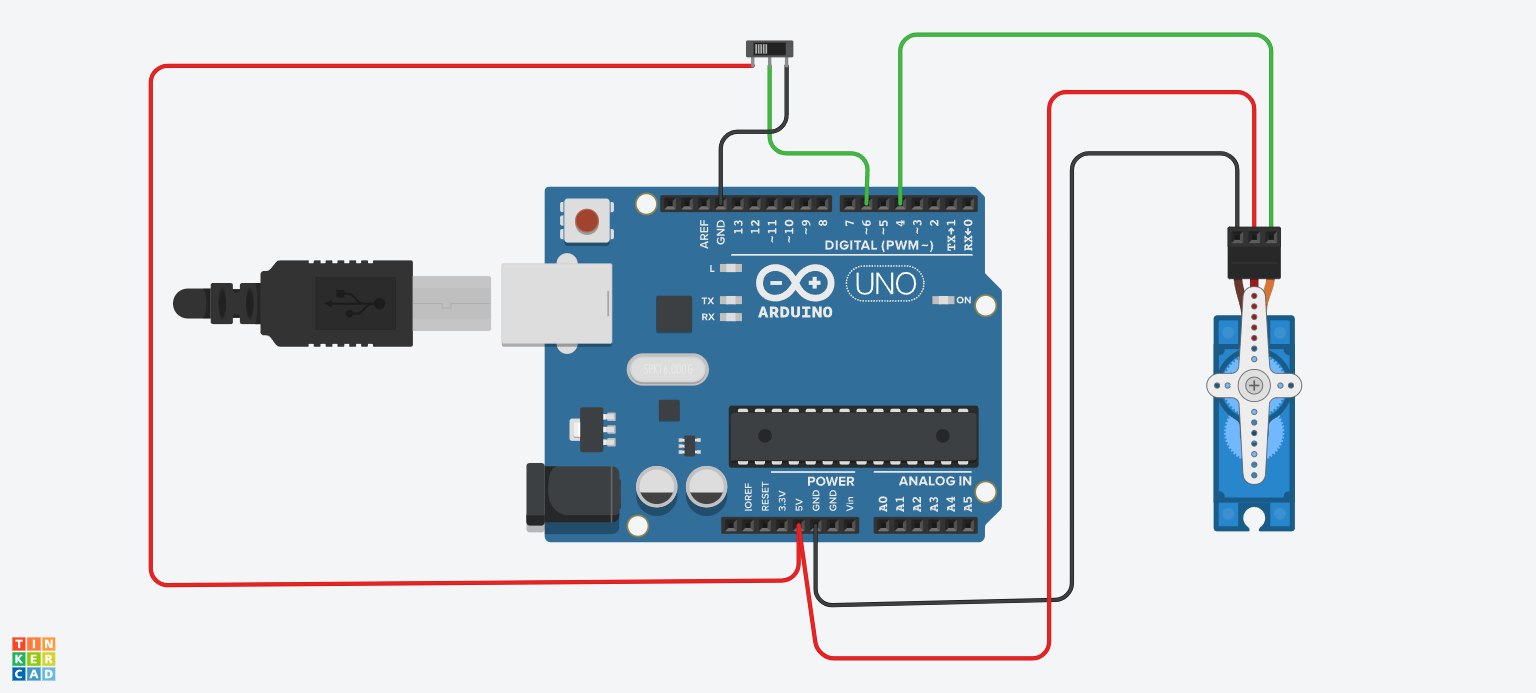 AREF
GND
13
12
~11
~10
~9
8
7
~6
~5
4
~3
2
TX→1
RX←0
DIGITAL (PWM~)
L
TX
RX
UNO
ON
ARDUINO
SPK16.000G
POWER
ANALOG IN
IOREF
RESET
3.3V
5V
GND
GND
Vin
A0
A1
A2
A3
A4
A5
TIN
KER
CAD